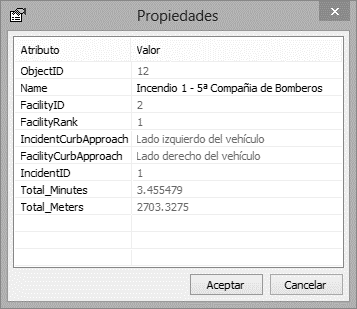 Propiedades
Atributo Valor
ObjectID 12
Name Incendio 1 - 5ª Compañia de Bomberos
FacilityID 2
FacilityRank 1
IncidentCurbApproach Lado izquierdo del vehículo
FacilityCurbApproach Lado derecho del vehículo
IncidentID 1
Total_Minutes 3.455479
Total_Meters 2703.3275
Aceptar Cancelar